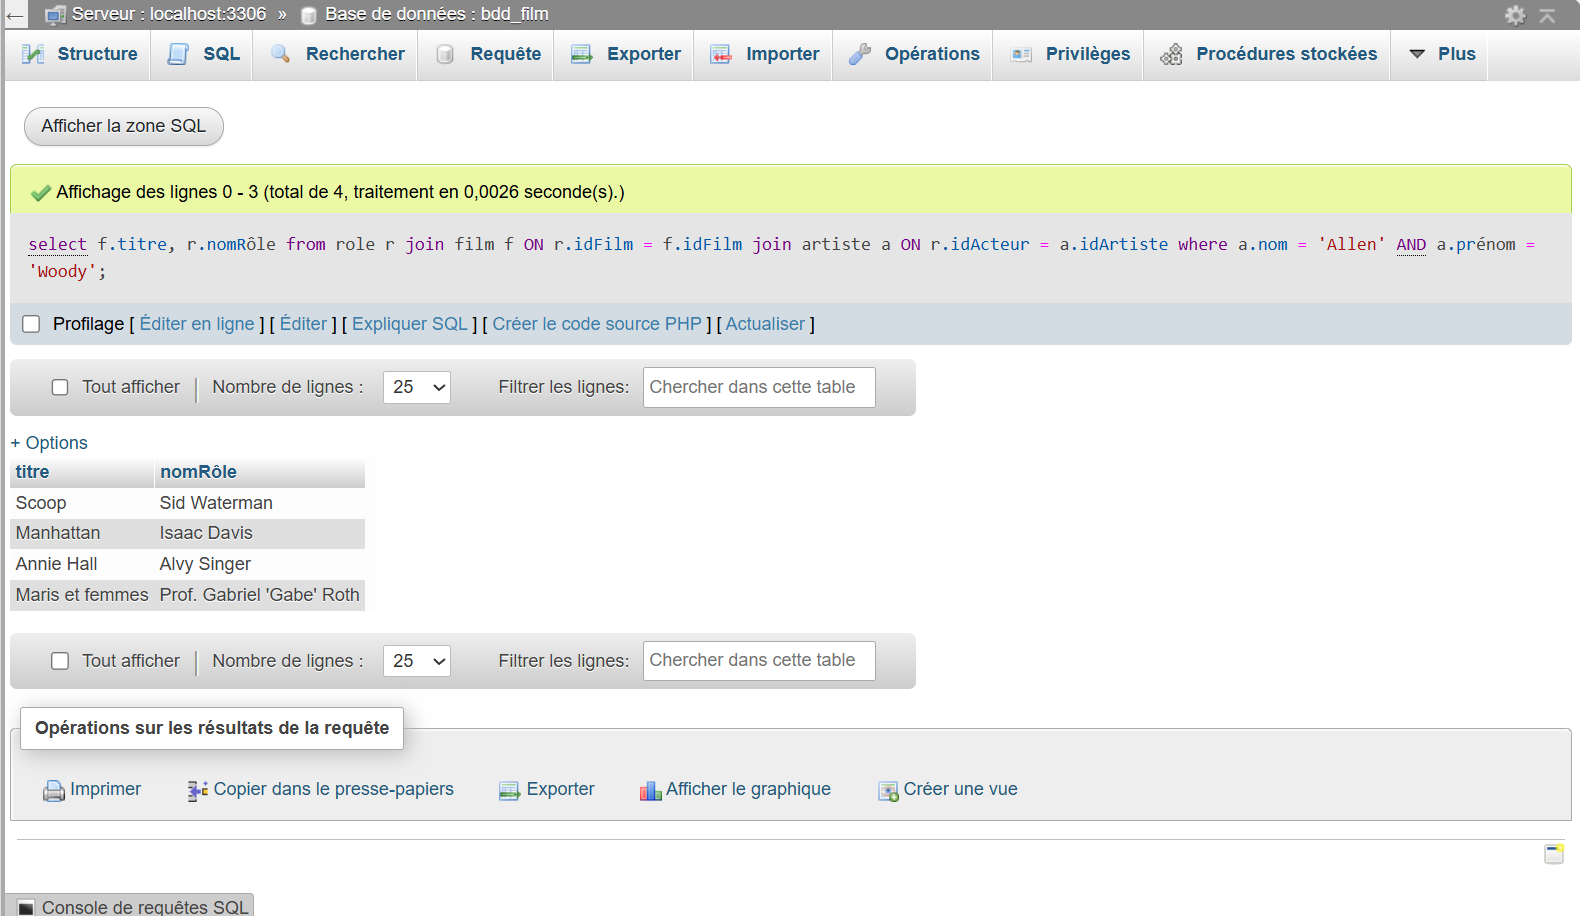 ← Serveur : localhost:3306 » Base de données : bdd_film
Structure SQL Rechercher Requête Exporter Importer Opérations Privilèges Procédures stockées Plus
Afficher la zone SQL
Affichage des lignes 0 - 3 (total de 4, traitement en 0,0026 seconde(s).)
select f.titre, r.nomRôle from role r join film f ON r.idFilm = f.idFilm join artiste a ON r.idActeur = a.idArtiste where a.nom = 'Allen' AND a.prénom =
'Woody';
Profilage [ Éditer en ligne ] [ Éditer ] [ Expliquer SQL ] [ Créer le code source PHP ] [ Actualiser ]
Tout afficher | Nombre de lignes : 25 Filtrer les lignes: Chercher dans cette table
+ Options
titre nomRôle
Scoop Sid Waterman
Manhattan Isaac Davis
Annie Hall Alvy Singer
Maris et femmes Prof. Gabriel 'Gabe' Roth
Tout afficher | Nombre de lignes : 25 Filtrer les lignes: Chercher dans cette table
Opérations sur les résultats de la requête
Imprimer Copier dans le presse-papiers Exporter Afficher le graphique Créer une vue
Console de requêtes SQL